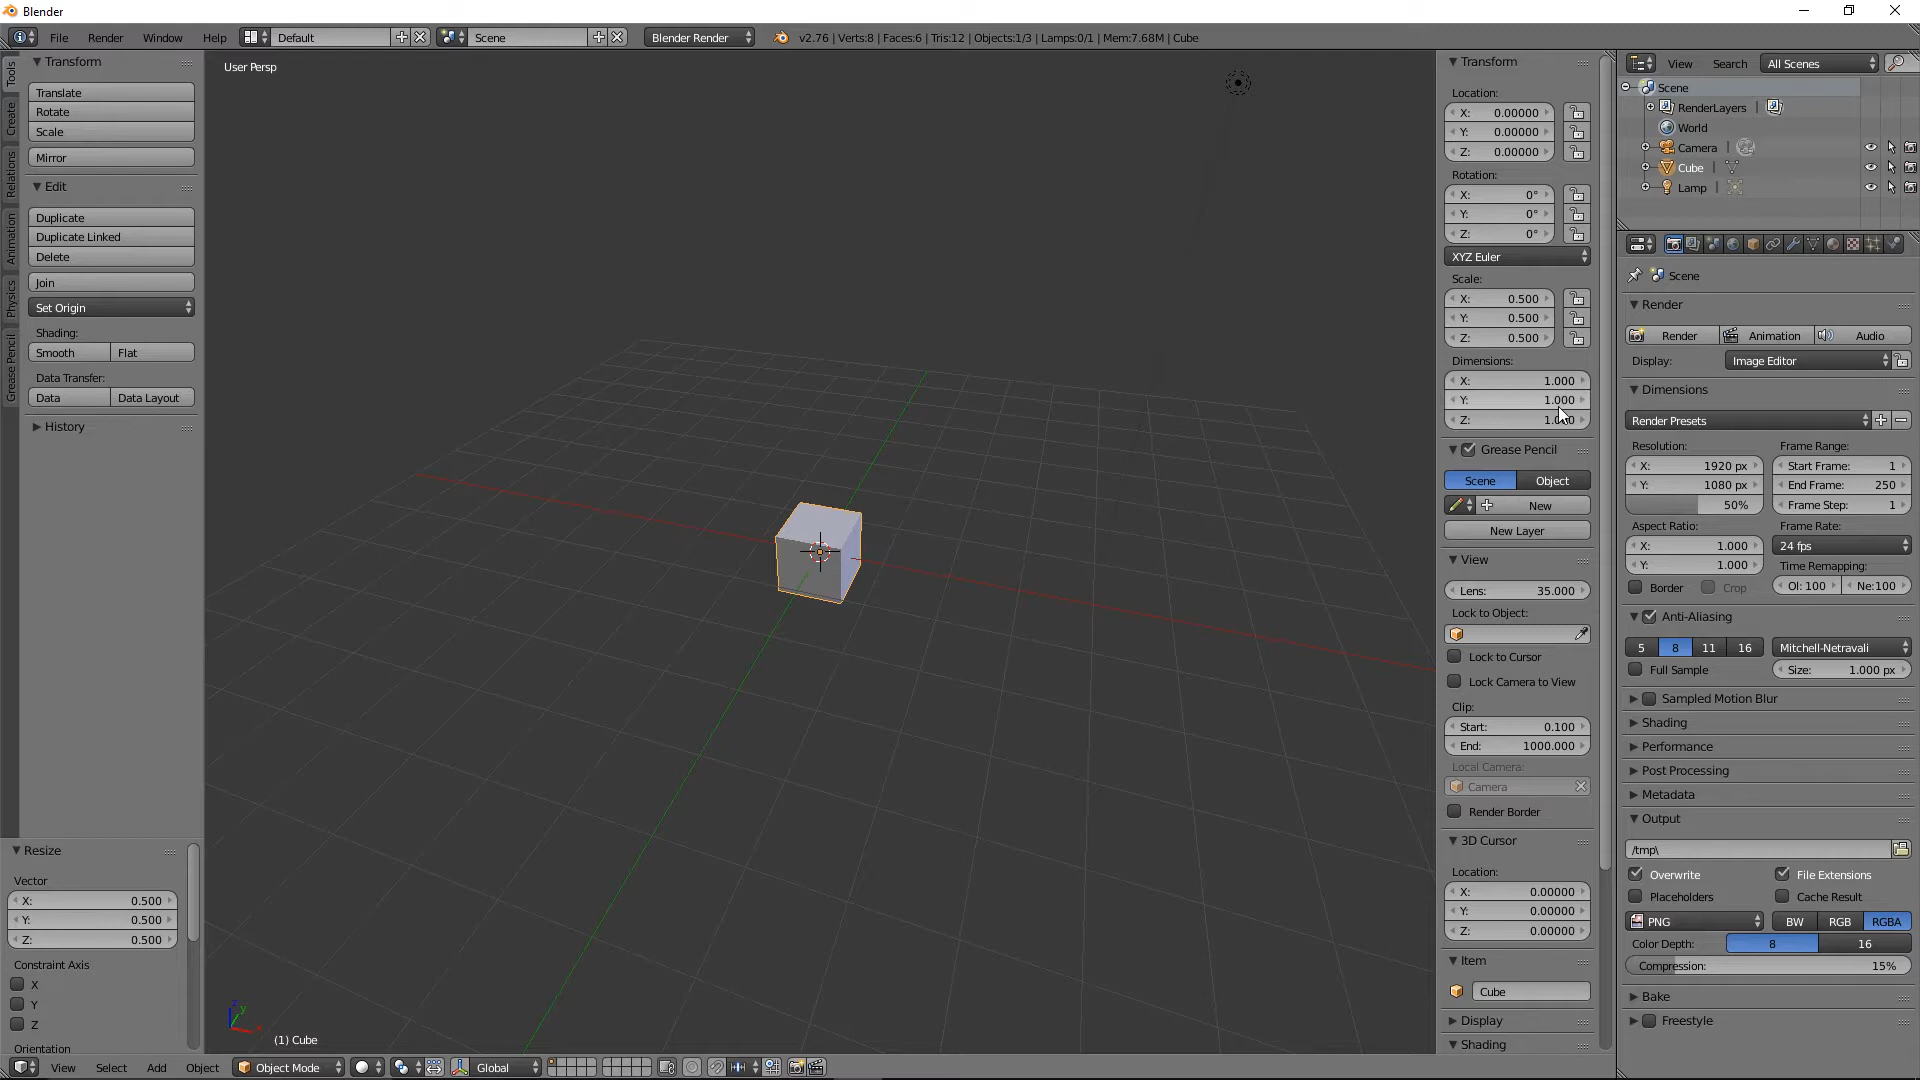 Blender
File Render Window Help Default Scene Blender Render v2.76 | Verts:8 | Faces:6 | Tris:12 | Objects:1/3 | Lamps:0/1 | Mem:7.68M | Cube
Tools
Create
Relations
Animation
Physics
Grease Pencil
Transform
Translate
Rotate
Scale
Mirror
Edit
Duplicate
Duplicate Linked
Delete
Join
Set Origin
Shading:
Smooth Flat
Data Transfer:
Data Data Layout
History
Resize
Vector
X: 0.500
Y: 0.500
Z: 0.500
Constraint Axis
X
Y
Z
Orientation
User Persp
z
y
x
(1) Cube
View Select Add Object Object Mode Global
Transform
Location:
X: 0.00000
Y: 0.00000
Z: 0.00000
Rotation:
X: 0°
Y: 0°
Z: 0°
XYZ Euler
Scale:
X: 0.500
Y: 0.500
Z: 0.500
Dimensions:
X: 1.000
Y: 1.000
Z:
Grease Pencil
Scene Object
New
New Layer
View
Lens: 35.000
Lock to Object:
Lock to Cursor
Lock Camera to View
Clip:
Start: 0.100
End: 1000.000
Local Camera:
Camera
Render Border
3D Cursor
Location:
X: 0.00000
Y: 0.00000
Z: 0.00000
Item
Cube
Display
Shading
View Search All Scenes
Scene
RenderLayers |
World
Camera |
Cube |
Lamp |
Scene
Render
Render Animation Audio
Display: Image Editor
Dimensions
Render Presets
Resolution: Frame Range:
X: 1920 px Start Frame: 1
Y: 1080 px End Frame: 250
50% Frame Step: 1
Aspect Ratio: Frame Rate:
X: 1.000 24 fps
Y: 1.000 Time Remapping:
Border Crop Ol: 100 Ne:100
Anti-Aliasing
5 8 11 16 Mitchell-Netravali
Full Sample Size: 1.000 px
Sampled Motion Blur
Shading
Performance
Post Processing
Metadata
Output
/tmp\
Overwrite File Extensions
Placeholders Cache Result
PNG BW RGB RGBA
Color Depth: 8 16
Compression: 15%
Bake
Freestyle